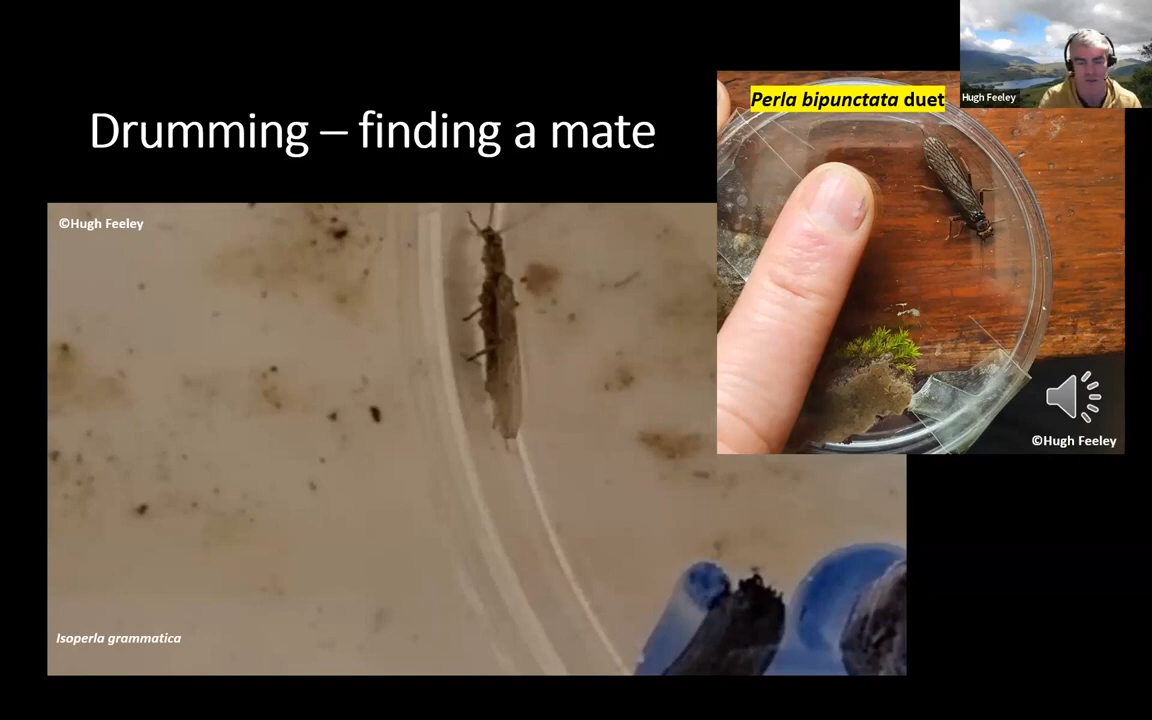 Hugh Feeley
Perla bipunctata duet
Drumming – finding a mate
©Hugh Feeley
©Hugh Feeley
Isoperla grammatica